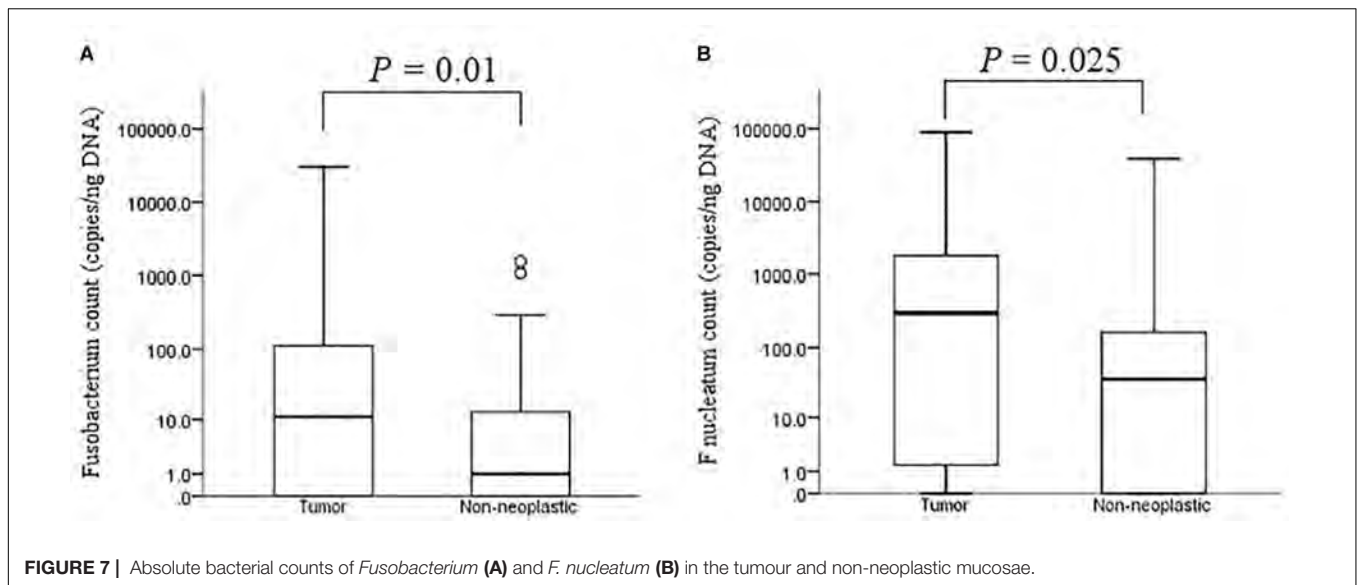 A
P = 0.01
Fusobacterium count (copies/ng DNA)
100000.0
10000.0
1000.0
100.0
10.0
1.0
.0
Tumor
Non-neoplastic
B
P = 0.025
F nucleatum count (copies/ng DNA)
100000.0
10000.0
1000.0
100.0
10.0
1.0
.0
Tumor
Non-neoplastic
FIGURE 7 | Absolute bacterial counts of Fusobacterium (A) and F. nucleatum (B) in the tumour and non-neoplastic mucosae.